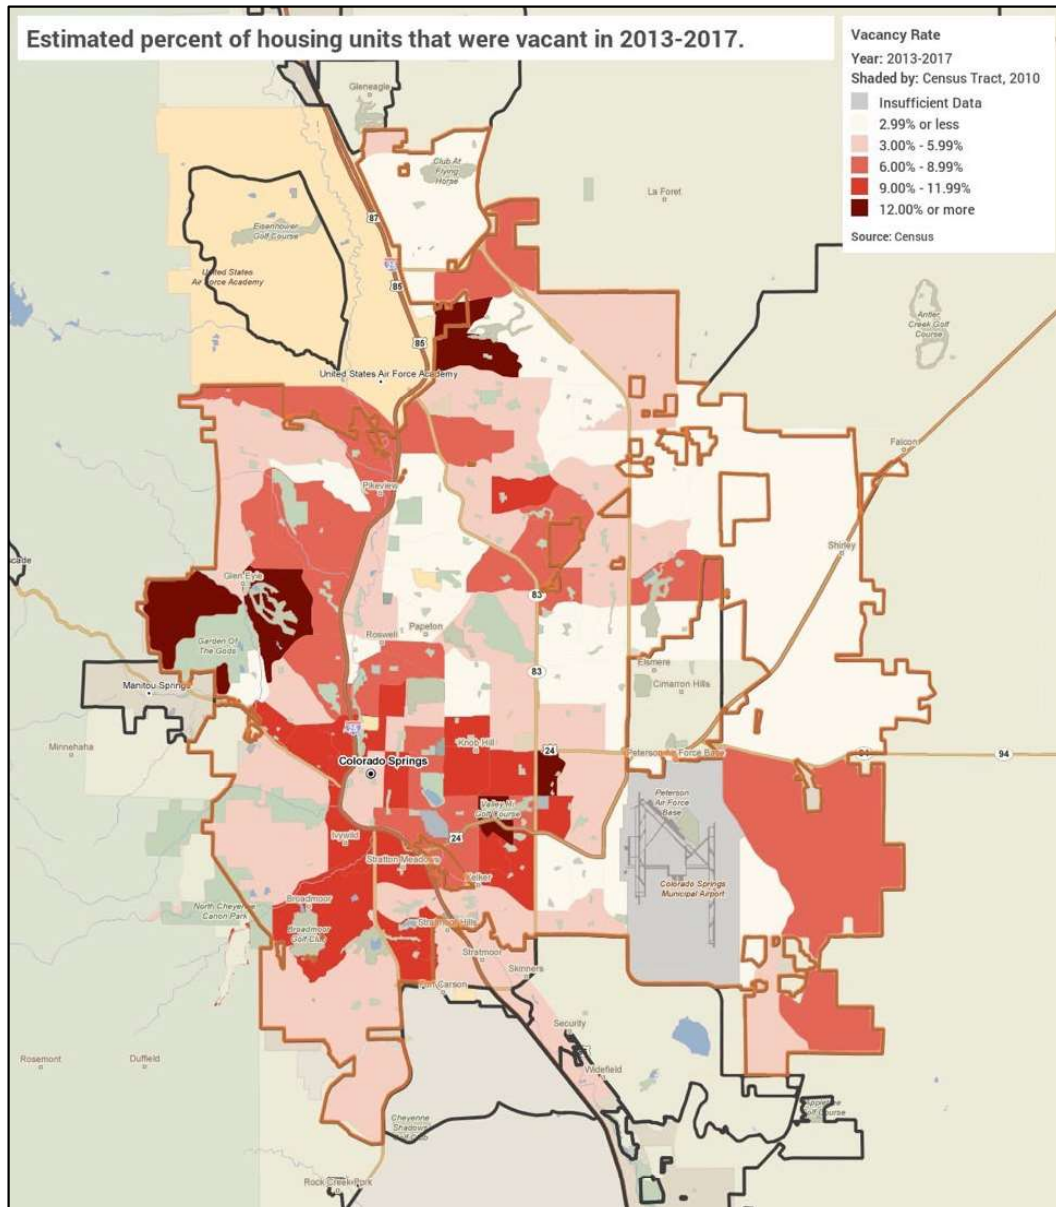 Estimated percent of housing units that were vacant in 2013-2017.
Vacancy Rate
Year: 2013-2017
Shaded by: Census Tract, 2010
Insufficient Data
2.99% or less
3.00% - 5.99%
6.00% - 8.99%
9.00% - 11.99%
12.00% or more
Source: Census
Gleneagle
Club At
Flying
Horse
La Foret
87
Eisenhower
Golf Course
United States
Air Force Academy
85
Antler
Creek Golf
Course
85
United States Air Force Academy
Falcon
Pikeview
Shirley
cade
Glen Eyie
83
Garden Of
The Gods
Roswell
Papeton
83
Elsmere
Cimarron Hills
Manitou Spring
Minnehaha
Knob Hill
24
Peterson Air Force Base
94
Colorado Springs
Peterson
Air Force
Base
Valley Hi
Golf Course
24
Ivywild
Stratton Meadows
Kelker
Colorado Springs
Municipal Airport
Broadmoor
North Cheyenne
Canon Park
Broadmoor
Golf Club
Stratmoor Hills
Stratmoor
Skinners
Fort Carson
Security
Rosemont
Duffield
Widefield
Cheyenne
Shadows
Golf Club
Golf Course
Rock Creek Park